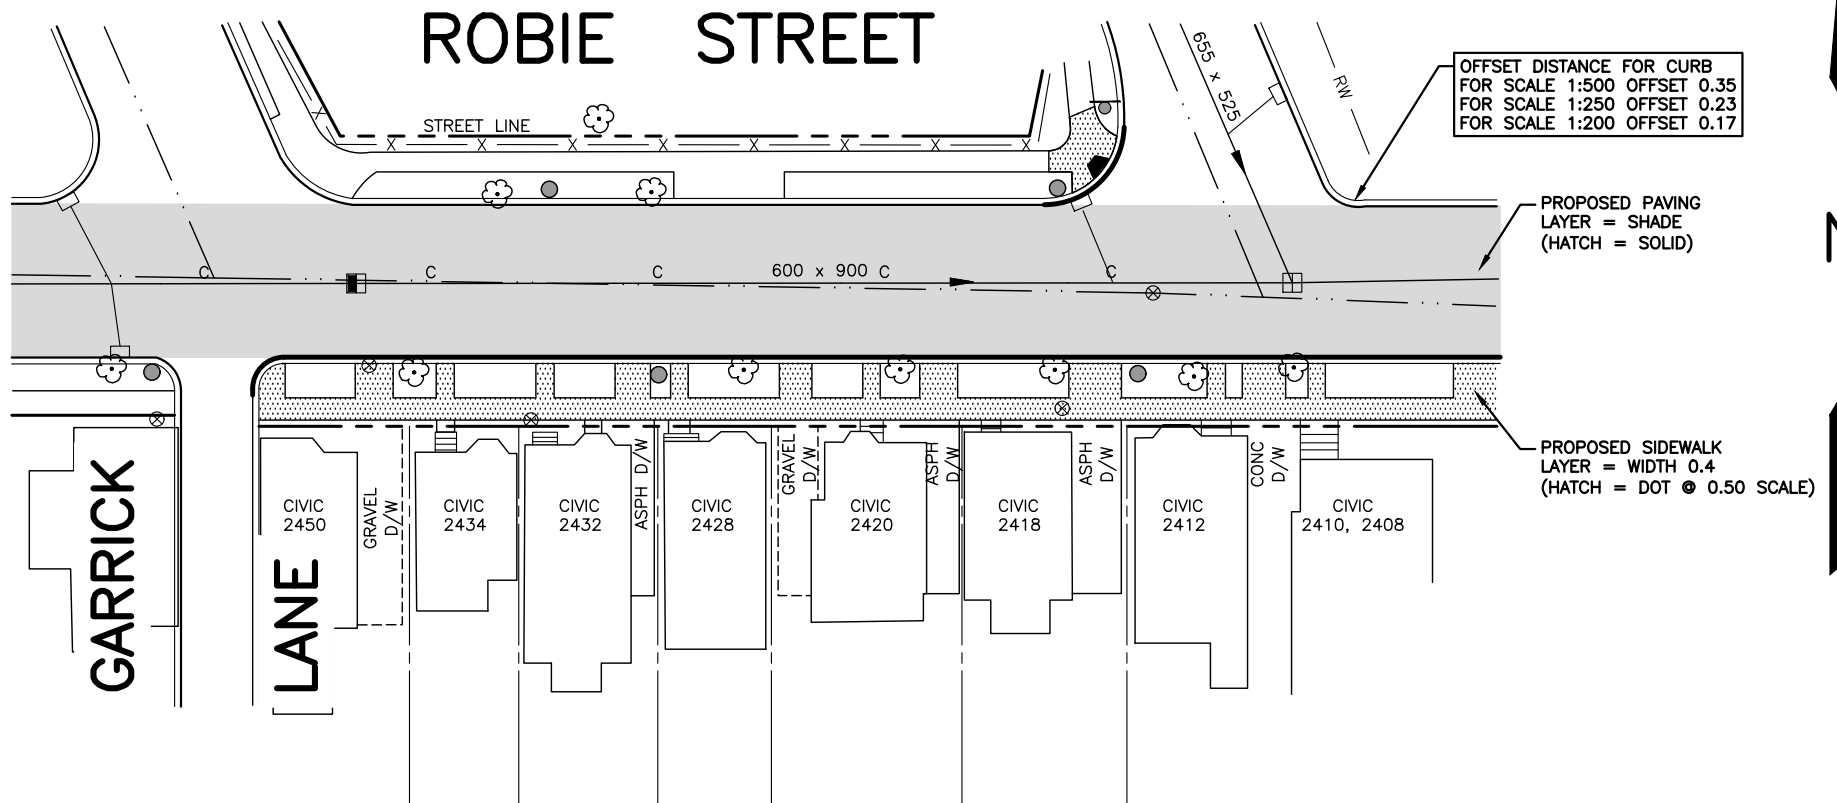 ROBIE STREET
OFFSET DISTANCE FOR CURB
FOR SCALE 1:500 OFFSET 0.35
FOR SCALE 1:250 OFFSET 0.23
FOR SCALE 1:200 OFFSET 0.17
655 x 525
RW
STREET LINE
X X X X X X X X X
PROPOSED PAVING
LAYER = SHADE
(HATCH = SOLID)
C C C 600 x 900 C C
PROPOSED SIDEWALK
LAYER = WIDTH 0.4
(HATCH = DOT @ 0.50 SCALE)
GARRICK
LANE
CIVIC
2450
GRAVEL
D/W
CIVIC
2434
CIVIC
2432
ASPH D/W
CIVIC
2428
GRAVEL
D/W
CIVIC
2420
ASPH
D/W
CIVIC
2418
ASPH
D/W
CIVIC
2412
CONC
D/W
CIVIC
2410, 2408